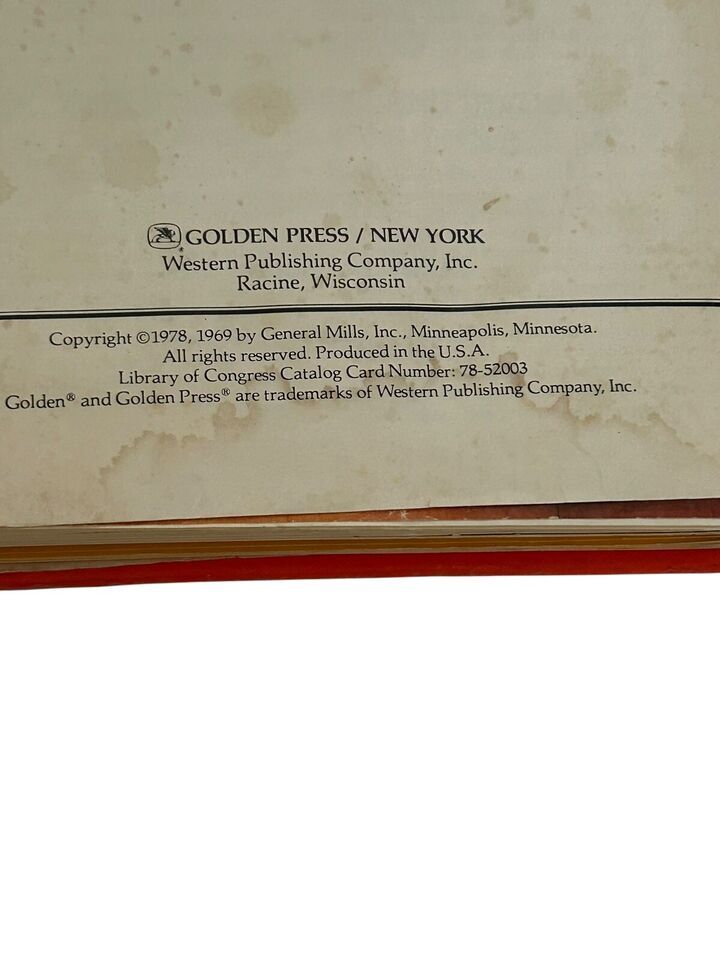 GOLDEN PRESS / NEW YORK
Western Publishing Company, Inc.
Racine, Wisconsin
Copyright ©1978, 1969 by General Mills, Inc., Minneapolis, Minnesota.
All rights reserved. Produced in the U.S.A.
Library of Congress Catalog Card Number: 78-52003
Golden® and Golden Press® are trademarks of Western Publishing Company, Inc.